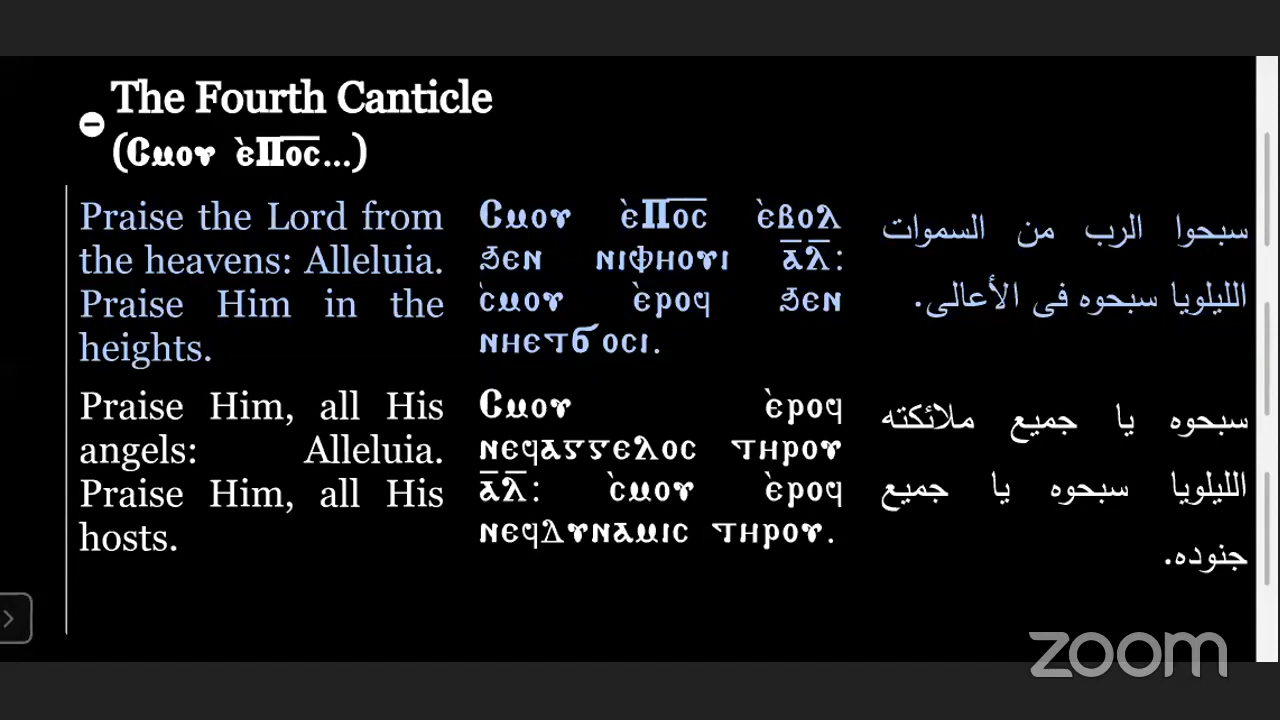 The Fourth Canticle
(Ⲥⲙⲟⲩ ⲉ̀Ⲡ̅ⲟ̅ⲥ̅...)
Praise the Lord from
the heavens: Alleluia.
Praise Him in the
heights.
Ⲥⲙⲟⲩ ⲉ̀Ⲡ̅ⲟ̅ⲥ̅ ⲉ̀ⲃⲟⲗ
ϧⲉⲛ ⲛⲓⲫⲏⲟⲩⲓ ⲁ̅ⲗ̅:
ⲥ̀ⲙⲟⲩ ⲉ̀ⲣⲟϥ ϧⲉⲛ
ⲛⲏⲉⲧϭⲟⲥⲓ.
سبحوا الرب من السموات
الليلويا سبحوه فى الأعالى.
Praise Him, all His
angels: Alleluia.
Praise Him, all His
hosts.
Ⲥⲙⲟⲩ ⲉ̀ⲣⲟϥ
ⲛⲉϥⲁⲅⲅⲉⲗⲟⲥ ⲧⲏⲣⲟⲩ
ⲁ̅ⲗ̅: ⲥ̀ⲙⲟⲩ ⲉ̀ⲣⲟϥ
ⲛⲉϥⲇⲩⲛⲁⲙⲓⲥ ⲧⲏⲣⲟⲩ.
سبحوه يا جميع ملائكته
الليلويا سبحوه يا جميع
جنوده.
zoom